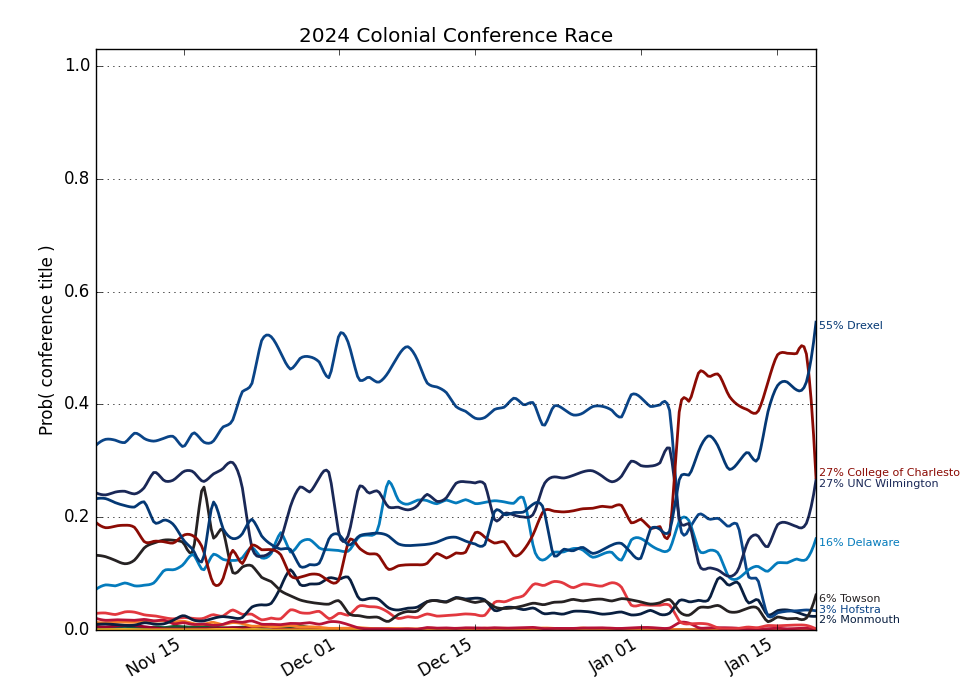 2024 Colonial Conference Race
Prob( conference title )
1.0
0.8
0.6
0.4
0.2
0.0
Nov 15
Dec 01
Dec 15
Jan 01
Jan 15
55% Drexel
27% College of Charlesto
27% UNC Wilmington
16% Delaware
6% Towson
3% Hofstra
2% Monmouth